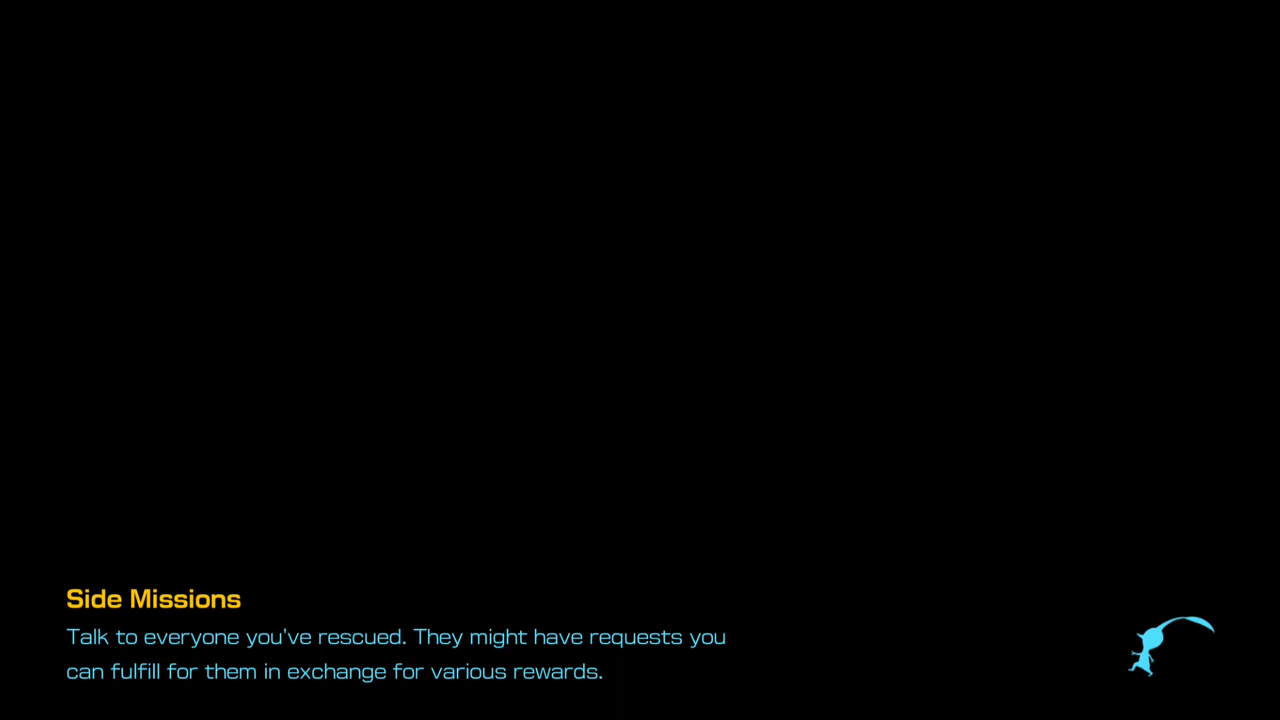 Side Missions
Talk to everyone you've rescued. They might have requests you
can fulfill for them in exchange for various rewards.